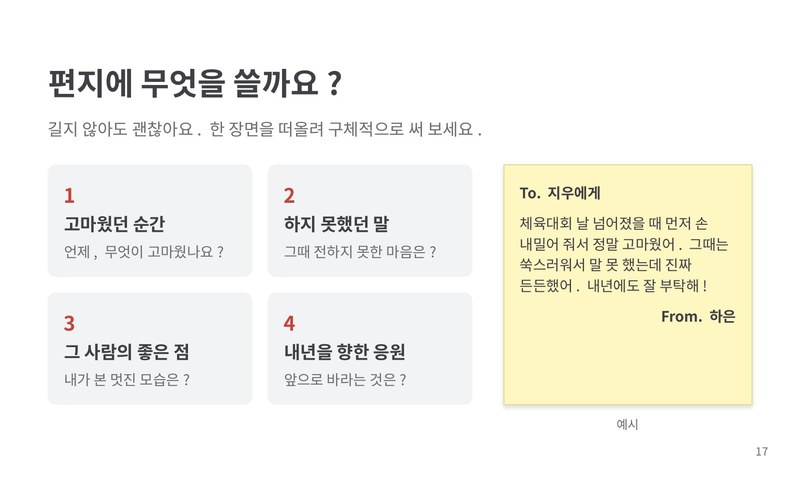 편지에 무엇을 쓸까요 ?
길지 않아도 괜찮아요 . 한 장면을 떠올려 구체적으로 써 보세요 .
1
고마웠던 순간
언제 , 무엇이 고마웠나요 ?
2
하지 못했던 말
그때 전하지 못한 마음은 ?
3
그 사람의 좋은 점
내가 본 멋진 모습은 ?
4
내년을 향한 응원
앞으로 바라는 것은 ?
To. 지우에게
체육대회 날 넘어졌을 때 먼저 손
내밀어 줘서 정말 고마웠어 . 그때는
쑥스러워서 말 못 했는데 진짜
든든했어 . 내년에도 잘 부탁해 !
From. 하은
예시
17